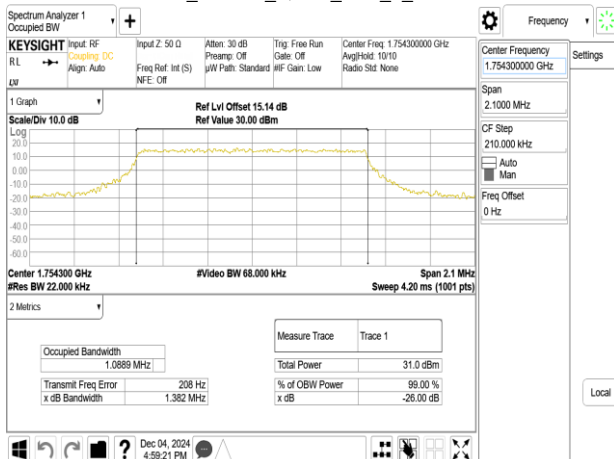 Spectrum Analyzer 1
Occupied BW
Frequency
KEYSIGHT
RL
Input: RF
Coupling: DC
Align: Auto
Input Z: 50 Ω
Freq Ref: Int (S)
NFE: Off
Atten: 30 dB
Preamp: Off
µW Path: Standard
Trig: Free Run
Gate: Off
#IF Gain: Low
Center Freq: 1.754300000 GHz
Avg|Hold: 10/10
Radio Std: None
Center Frequency
1.754300000 GHz
Settings
Span
2.1000 MHz
CF Step
210.000 kHz
Auto
Man
Freq Offset
0 Hz
Local
1 Graph
Scale/Div 10.0 dB
Ref Lvl Offset 15.14 dB
Ref Value 30.00 dBm
Log
20.0
10.0
0.00
-10.0
-20.0
-30.0
-40.0
-50.0
-60.0
Center 1.754300 GHz
#Video BW 68.000 kHz
Span 2.1 MHz
#Res BW 22.000 kHz
Sweep 4.20 ms (1001 pts)
2 Metrics
Measure Trace
Trace 1
Occupied Bandwidth
1.0889 MHz
Total Power
31.0 dBm
Transmit Freq Error
208 Hz
% of OBW Power
99.00 %
x dB Bandwidth
1.382 MHz
x dB
-26.00 dB
?
Dec 04, 2024
4:59:21 PM